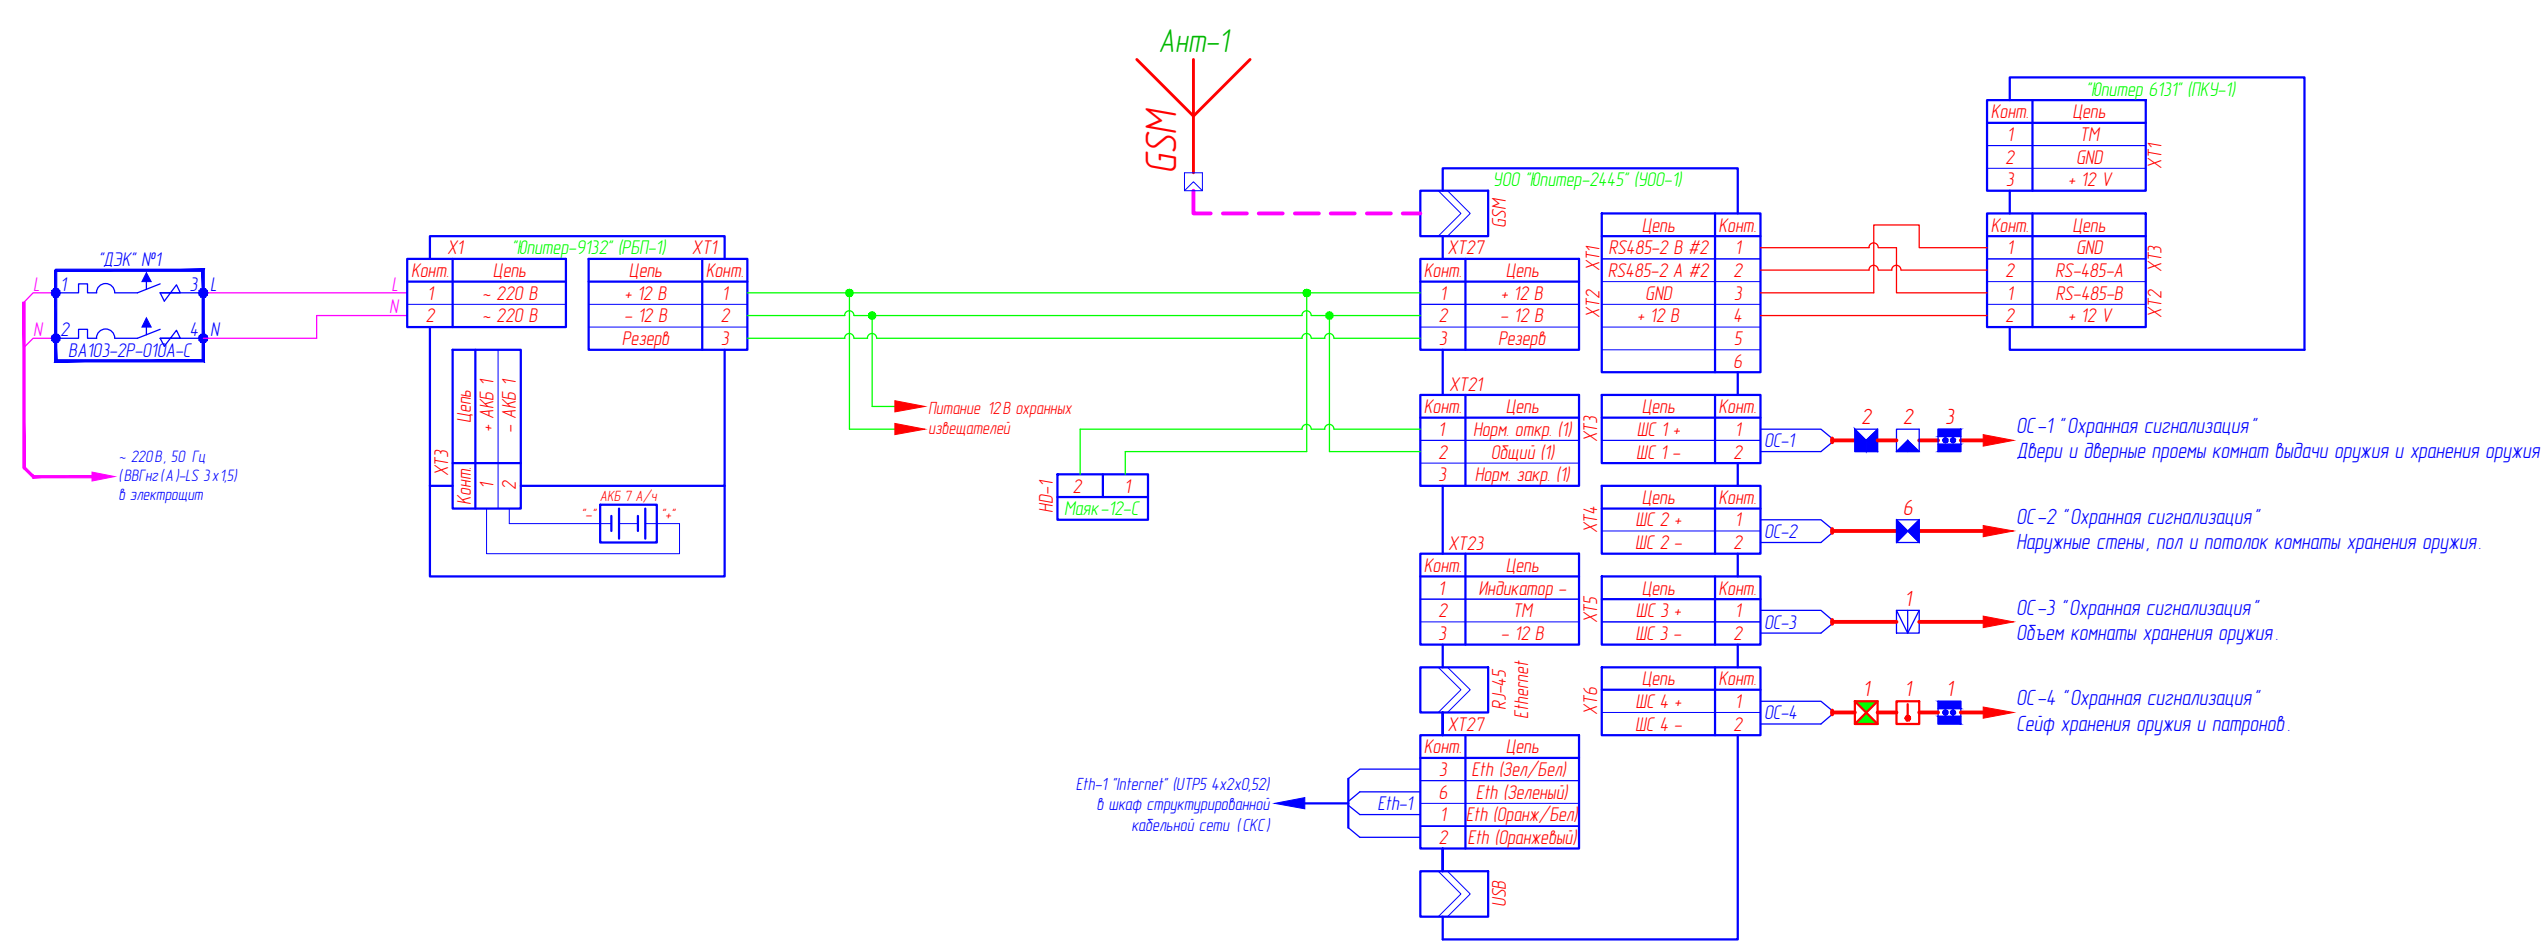 Ант-1
GSM
"ДЭК" №1
L
1
3
L
N
2
4
N
ВА103-2Р-010А-С
~ 220В, 50 Гц
(ВВГнг(А)-LS 3x1,5)
в электрощит
L
N
X1
"Юпитер-9132" (РБП-1)
XT1
Конт.
Цепь
1
~ 220 В
2
~ 220 В
Цепь
Конт.
+ 12 В
1
- 12 В
2
Резерв
3
XT3
Цепь
+ АКБ 1
- АКБ 1
Конт.
1
2
АКБ 7 А/ч
"-"
"+"
Питание 12В охранных
извещателей
HD-1
2
1
Маяк-12-С
УОО "Юпитер-2445" (УОО-1)
GSM
XT27
Конт.
Цепь
1
+ 12 В
2
- 12 В
3
Резерв
XT21
Конт.
Цепь
1
Норм. откр. (1)
2
Общий (1)
3
Норм. закр. (1)
XT23
Конт.
Цепь
1
Индикатор -
2
ТМ
3
- 12 В
RJ-45
Ethernet
XT27
Конт.
Цепь
3
Eth (Зел/Бел)
6
Eth (Зеленый)
1
Eth (Оранж/Бел)
2
Eth (Оранжевый)
USB
Eth-1
Eth-1 "Internet" (UTP5 4x2x0,52)
в шкаф структурированной
кабельной сети (СКС)
XT1
XT2
Цепь
Конт.
RS485-2 B #2
1
RS485-2 A #2
2
GND
3
+ 12 В
4
5
6
XT3
Цепь
Конт.
ШС 1 +
1
ШС 1 -
2
XT4
Цепь
Конт.
ШС 2 +
1
ШС 2 -
2
XT5
Цепь
Конт.
ШС 3 +
1
ШС 3 -
2
XT6
Цепь
Конт.
ШС 4 +
1
ШС 4 -
2
"Юпитер 6131" (ПКУ-1)
Конт.
Цепь
1
ТМ
2
GND
3
+ 12 V
XT1
Конт.
Цепь
1
GND
2
RS-485-A
1
RS-485-B
2
+ 12 V
XT3
XT2
ОС-1
2
2
3
ОС-1 "Охранная сигнализация"
Двери и дверные проемы комнат выдачи оружия и хранения оружия
ОС-2
6
ОС-2 "Охранная сигнализация"
Наружные стены, пол и потолок комнаты хранения оружия.
ОС-3
1
ОС-3 "Охранная сигнализация"
Объем комнаты хранения оружия.
ОС-4
1
1
1
ОС-4 "Охранная сигнализация"
Сейф хранения оружия и патронов.